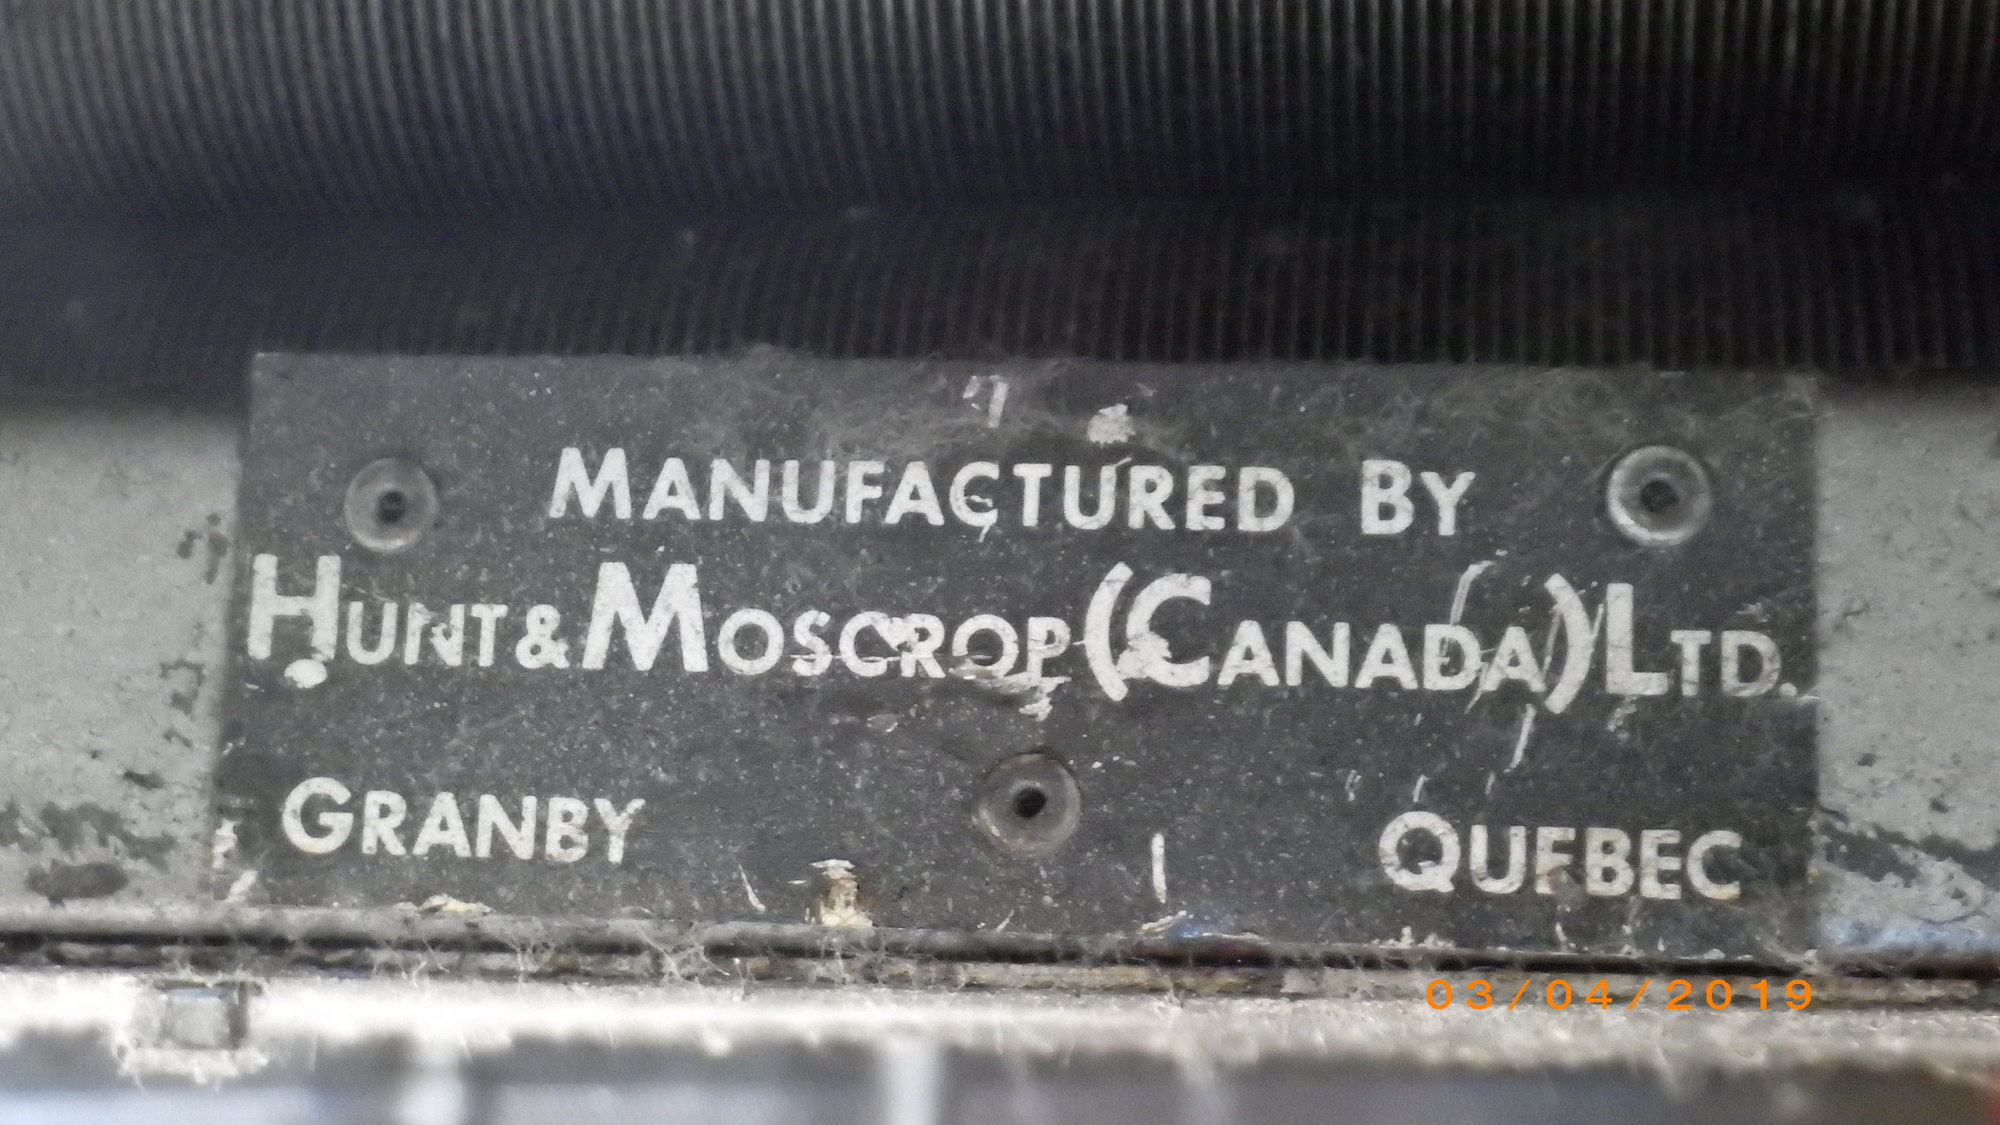 MANUFACTURED BY
HUNT & MOSCROP (CANADA) LTD.
GRANBY QUEBEC
03/04/2019